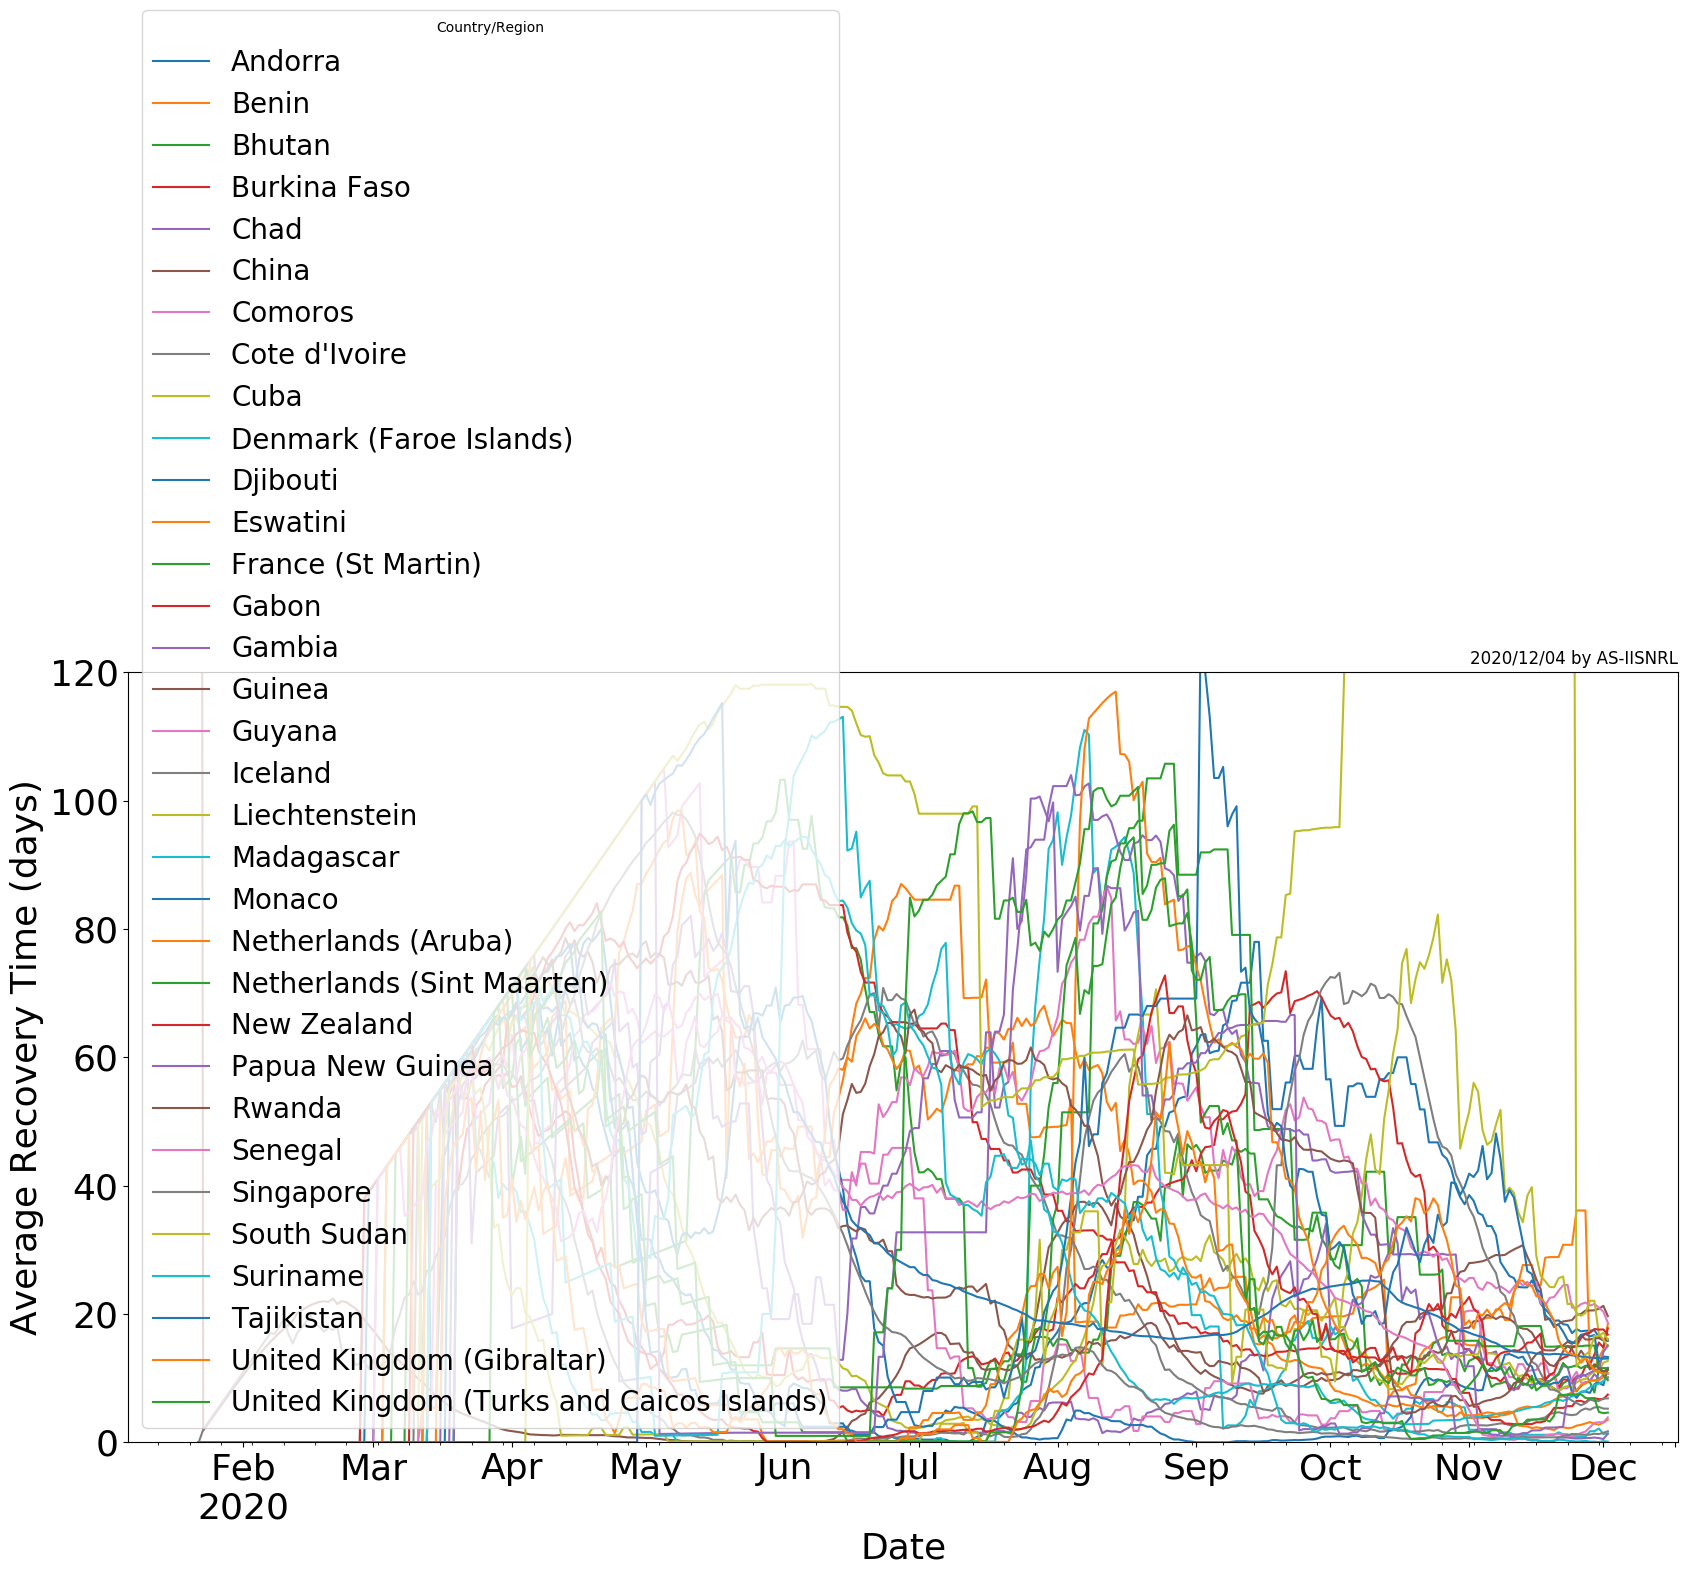 Country/Region
Andorra
Benin
Bhutan
Burkina Faso
Chad
China
Comoros
Cote d'Ivoire
Cuba
Denmark (Faroe Islands)
Djibouti
Eswatini
France (St Martin)
Gabon
Gambia
Guinea
Guyana
Iceland
Liechtenstein
Madagascar
Monaco
Netherlands (Aruba)
Netherlands (Sint Maarten)
New Zealand
Papua New Guinea
Rwanda
Senegal
Singapore
South Sudan
Suriname
Tajikistan
United Kingdom (Gibraltar)
United Kingdom (Turks and Caicos Islands)
2020/12/04 by AS-IISNRL
Average Recovery Time (days)
120
100
80
60
40
20
0
Feb Mar Apr May Jun Jul Aug Sep Oct Nov Dec
2020
Date